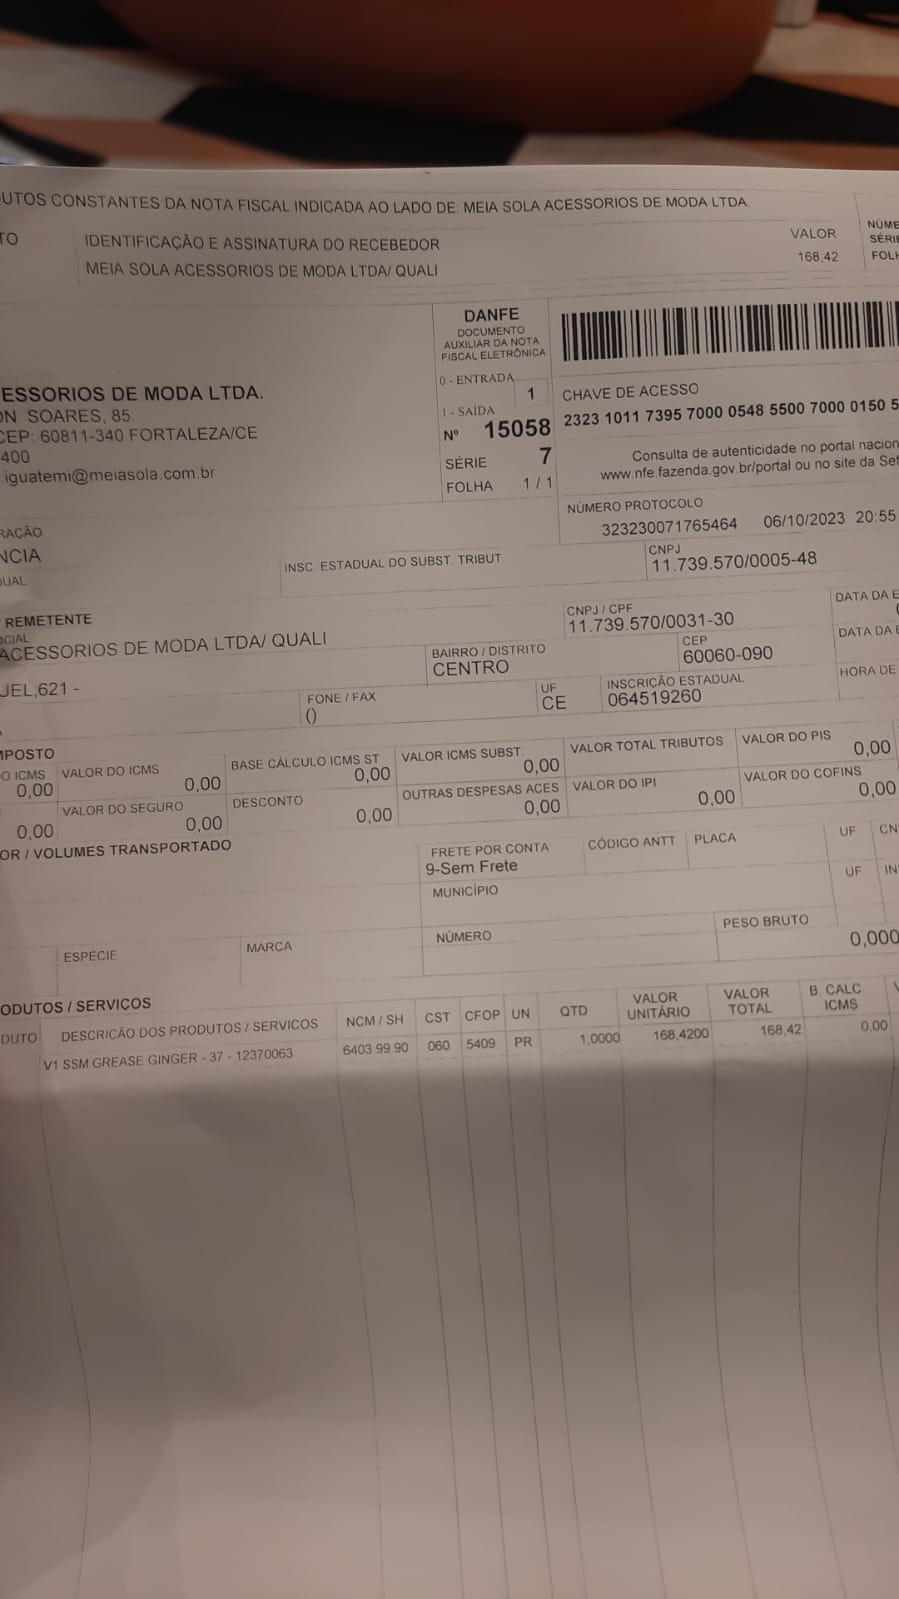 UTOS CONSTANTES DA NOTA FISCAL INDICADA AO LADO DE: MEIA SOLA ACESSORIOS DE MODA LTDA.
TO IDENTIFICAÇÃO E ASSINATURA DO RECEBEDOR VALOR NÚME
MEIA SOLA ACESSORIOS DE MODA LTDA/ QUALI 168,42 SÉRIE
FOLH
DANFE
DOCUMENTO
AUXILIAR DA NOTA
FISCAL ELETRÔNICA
0 - ENTRADA
1 - SAÍDA 1
Nº 15058
SÉRIE 7
FOLHA 1 / 1
ESSORIOS DE MODA LTDA.
ON SOARES, 85.
CEP: 60811-340 FORTALEZA/CE
400
.iguatemi@meiasola.com.br
CHAVE DE ACESSO
2323 1011 7395 7000 0548 5500 7000 0150 5
Consulta de autenticidade no portal nacion
www.nfe.fazenda.gov.br/portal ou no site da Sef
NÚMERO PROTOCOLO
323230071765464 06/10/2023 20:55
RAÇÃO
NCIA
DUAL INSC. ESTADUAL DO SUBST. TRIBUT CNPJ
11.739.570/0005-48
REMETENTE
OCIAL CNPJ / CPF DATA DA E
ACESSORIOS DE MODA LTDA/ QUALI 11.739.570/0031-30
BAIRRO / DISTRITO CEP DATA DA
UEL,621 - CENTRO 60060-090
FONE / FAX UF INSCRIÇÃO ESTADUAL HORA DE
() CE 064519260
MPOSTO
O ICMS VALOR DO ICMS BASE CÁLCULO ICMS ST VALOR ICMS SUBST. VALOR TOTAL TRIBUTOS VALOR DO PIS
0,00 0,00 0,00 0,00 0,00
VALOR DO SEGURO DESCONTO OUTRAS DESPESAS ACES VALOR DO IPI VALOR DO COFINS
0,00 0,00 0,00 0,00 0,00 0,00
OR / VOLUMES TRANSPORTADO
FRETE POR CONTA CÓDIGO ANTT PLACA UF CN
9-Sem Frete
MUNICÍPIO UF IN
ESPÉCIE MARCA NÚMERO PESO BRUTO
0,000
ODUTOS / SERVIÇOS
DUTO DESCRICÃO DOS PRODUTOS / SERVICOS NCM / SH CST CFOP UN QTD VALOR UNITÁRIO VALOR TOTAL B. CALC ICMS
V1 SSM GREASE GINGER - 37 - 12370063 6403.99.90 060 5409 PR 1,0000 168,4200 168,42 0,00